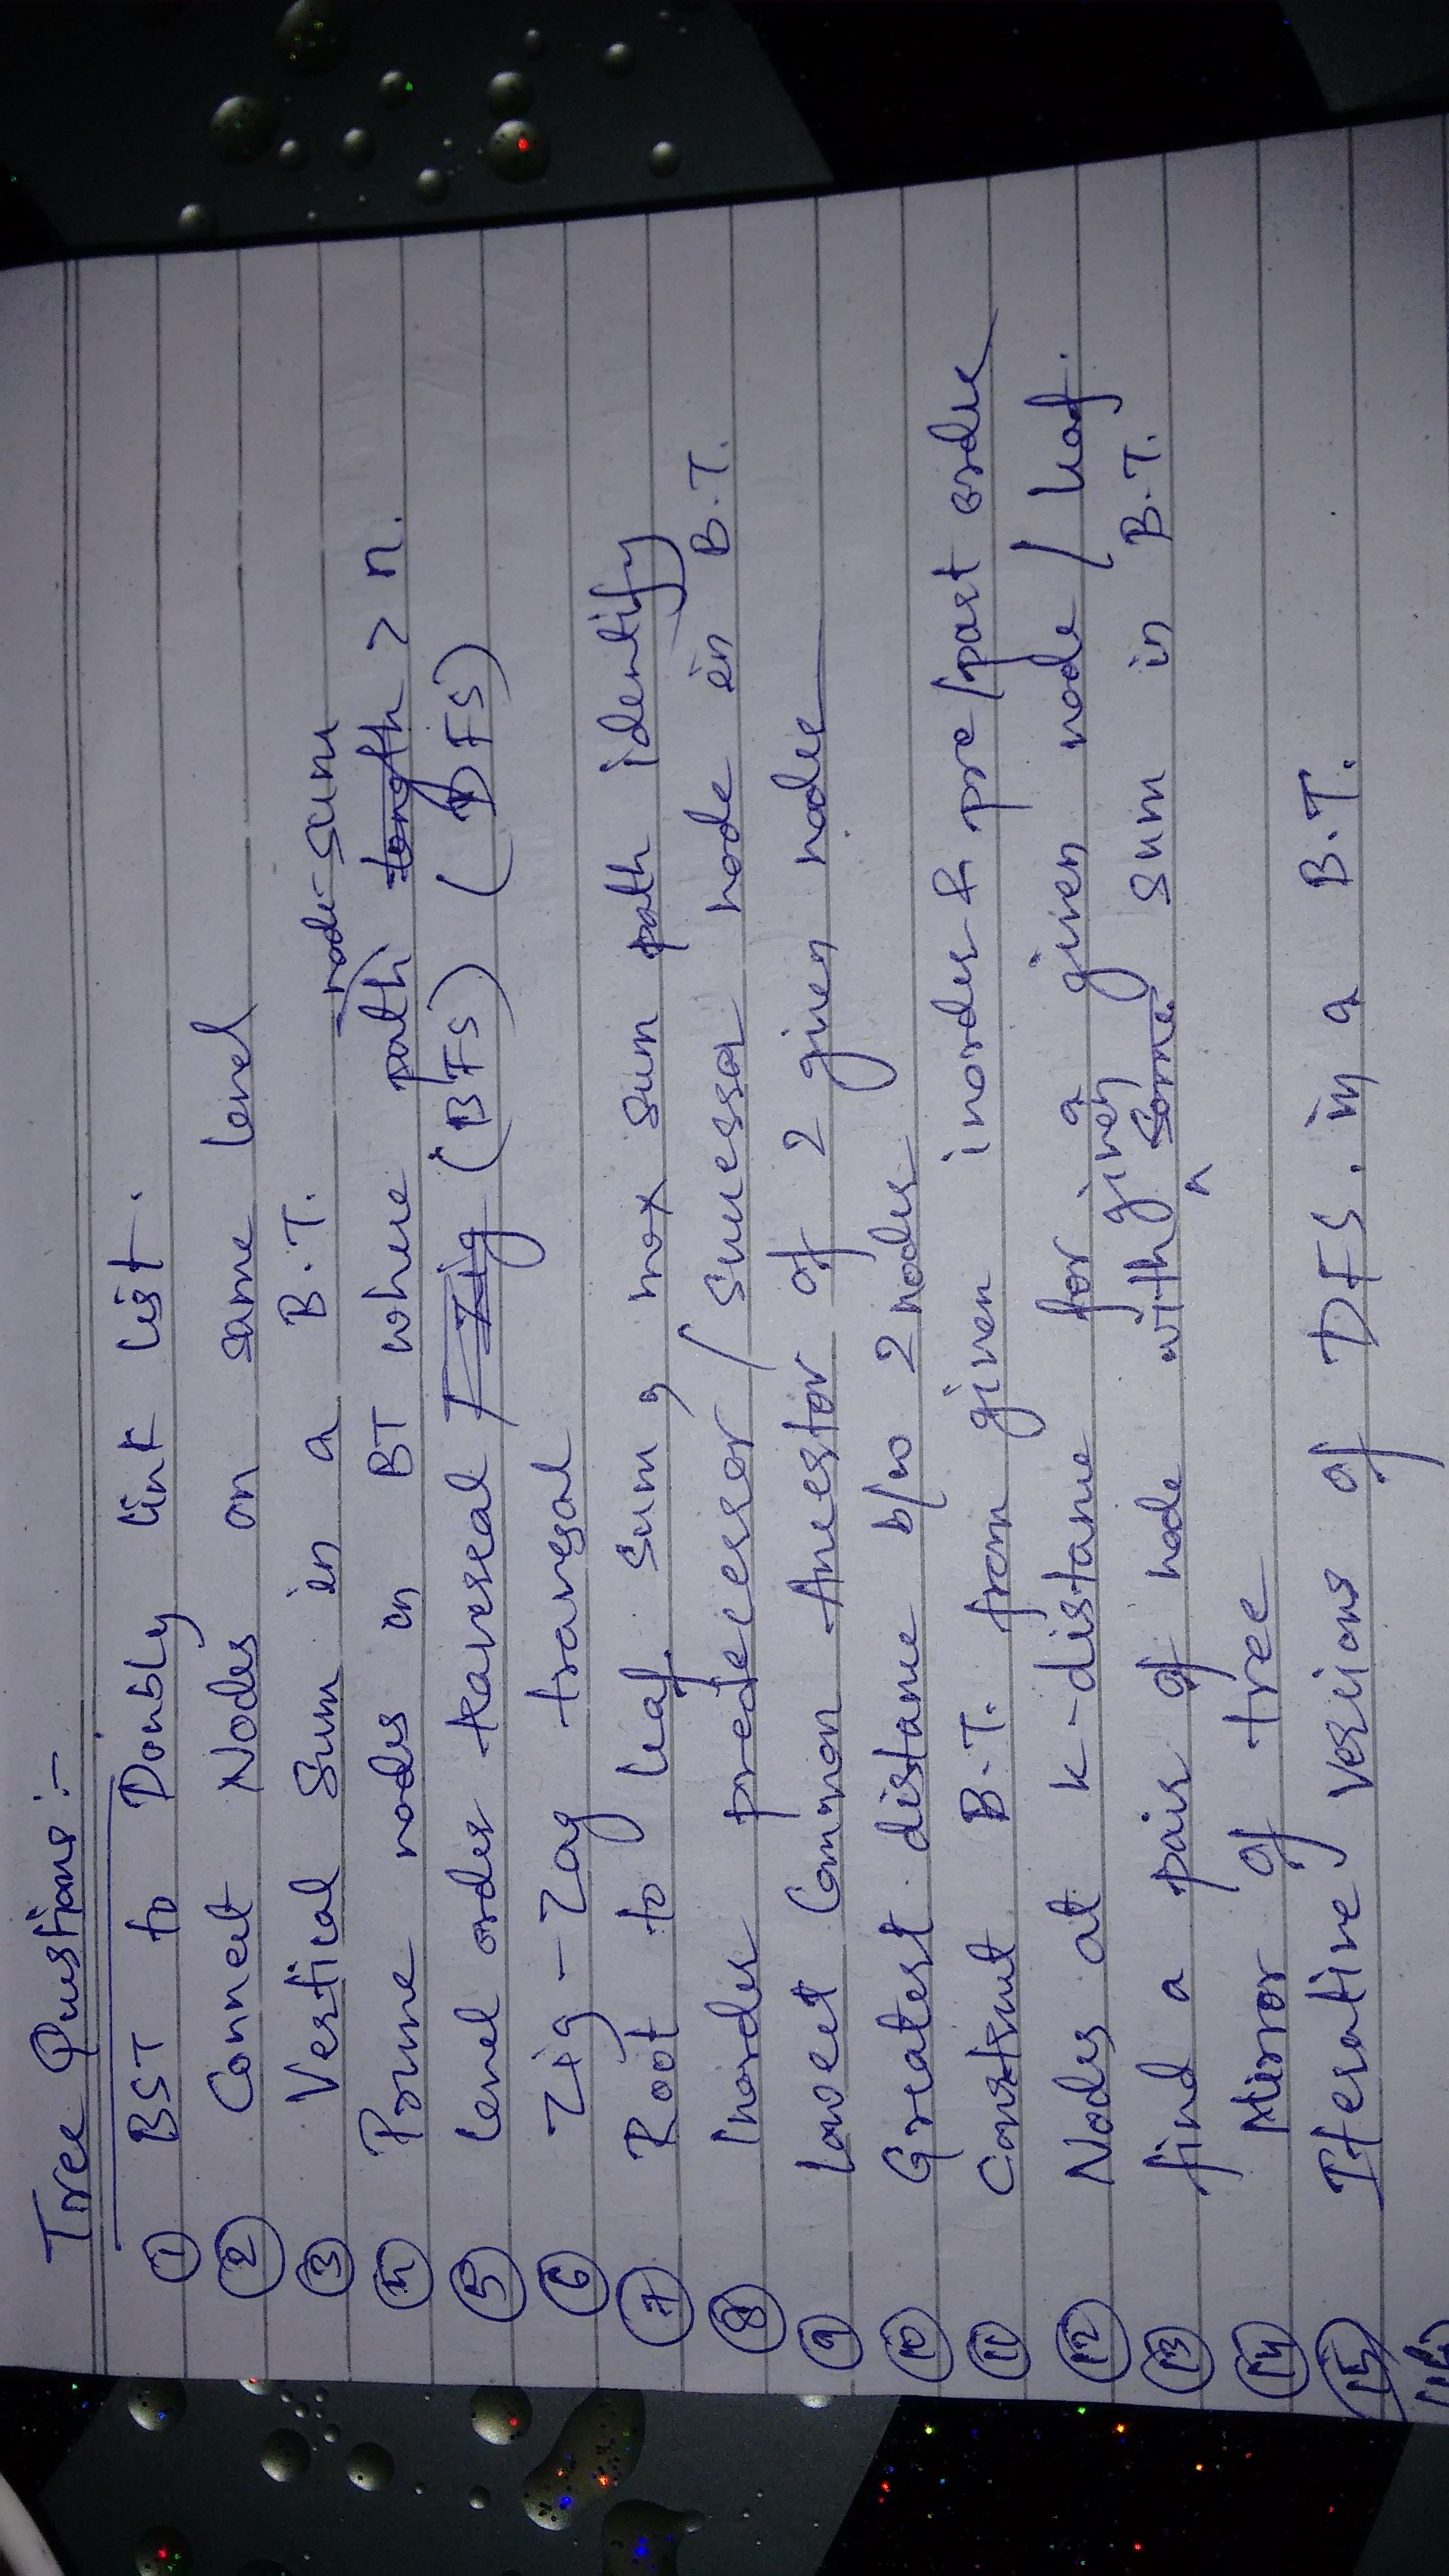 Tree Questions :-
① BST to Doubly link list.
② Connect Nodes on same level
③ Vertical Sum in a B.T.
node-sum
④ Prune nodes in BT where path > n.
⑤ Level order traverseal / (BFS) (DFS)
⑥ Zig-Zag traversal
⑦ Root to leaf sum, max sum path identify
⑧ Inorder predecessor / successor node in B.T.
⑨ Lowest Common Ancestor of 2 given node
⑩ Greatest distance b/w 2 nodes
⑪ Construct B.T. from given inorder & pre/post order
⑫ Nodes at k-distance for a given node / leaf.
⑬ find a pair of node with given sum in B.T.
⑭ Mirror of tree
⑮ Iterative versions of DFS. in a B.T.